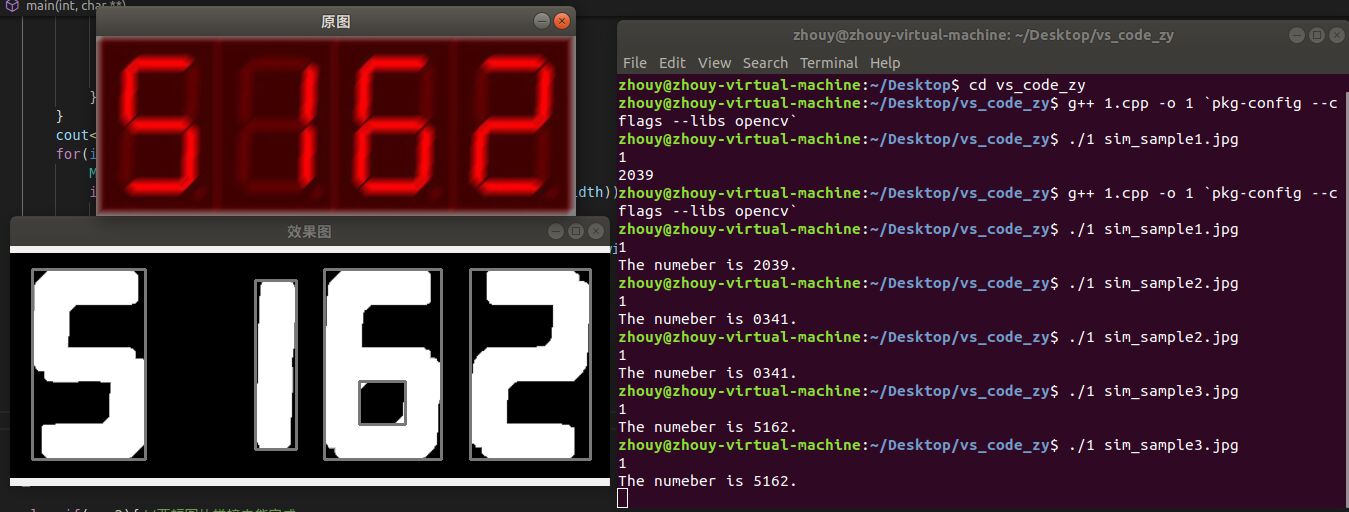 main(int, char **)
原图
5162
}
}
cout<
for(i
M
i
dth))
效果图
5162
zhouy@zhouy-virtual-machine: ~/Desktop/vs_code_zy
File Edit View Search Terminal Help
zhouy@zhouy-virtual-machine:~/Desktop$ cd vs_code_zy
zhouy@zhouy-virtual-machine:~/Desktop/vs_code_zy$ g++ 1.cpp -o 1 `pkg-config --c
flags --libs opencv`
zhouy@zhouy-virtual-machine:~/Desktop/vs_code_zy$ ./1 sim_sample1.jpg
1
2039
zhouy@zhouy-virtual-machine:~/Desktop/vs_code_zy$ g++ 1.cpp -o 1 `pkg-config --c
flags --libs opencv`
zhouy@zhouy-virtual-machine:~/Desktop/vs_code_zy$ ./1 sim_sample1.jpg
1
The numeber is 2039.
zhouy@zhouy-virtual-machine:~/Desktop/vs_code_zy$ ./1 sim_sample2.jpg
1
The numeber is 0341.
zhouy@zhouy-virtual-machine:~/Desktop/vs_code_zy$ ./1 sim_sample2.jpg
1
The numeber is 0341.
zhouy@zhouy-virtual-machine:~/Desktop/vs_code_zy$ ./1 sim_sample3.jpg
1
The numeber is 5162.
zhouy@zhouy-virtual-machine:~/Desktop/vs_code_zy$ ./1 sim_sample3.jpg
1
The numeber is 5162.